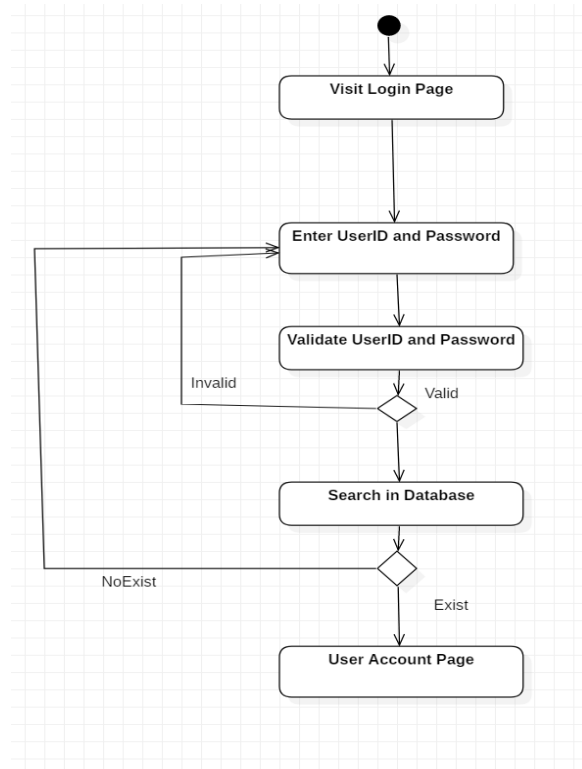 Visit Login Page
Enter UserID and Password
Validate UserID and Password
Invalid
Valid
Search in Database
NoExist
Exist
User Account Page